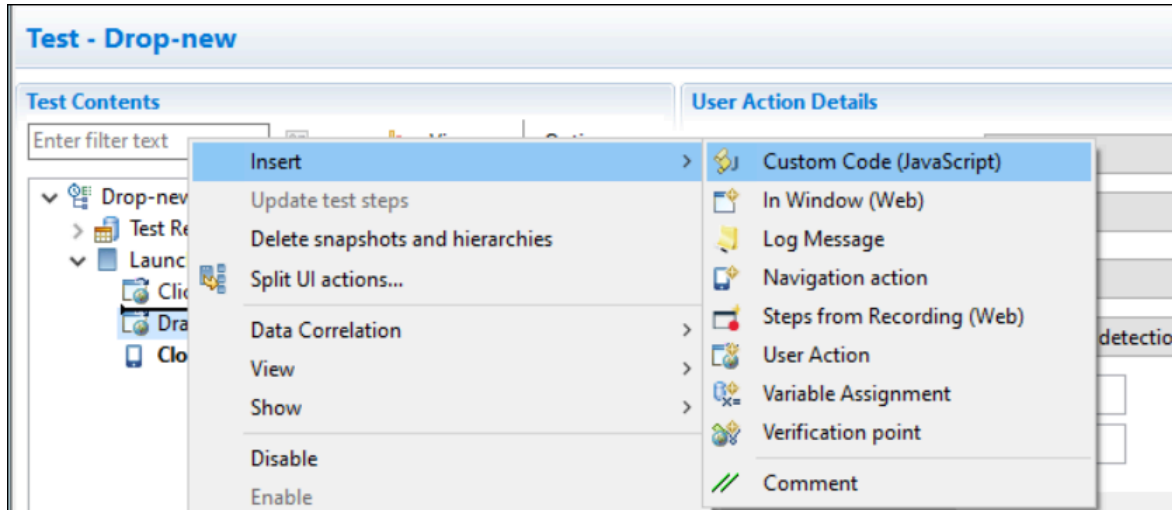 Test - Drop-new
Test Contents
User Action Details
Enter filter text
Insert
Update test steps
Delete snapshots and hierarchies
Split UI actions...
Data Correlation
View
Show
Disable
Enable
Custom Code (JavaScript)
In Window (Web)
Log Message
Navigation action
Steps from Recording (Web)
User Action
Variable Assignment
Verification point
Comment
Drop-new
Test Re
Launc
Clic
Dra
Clo
detectio